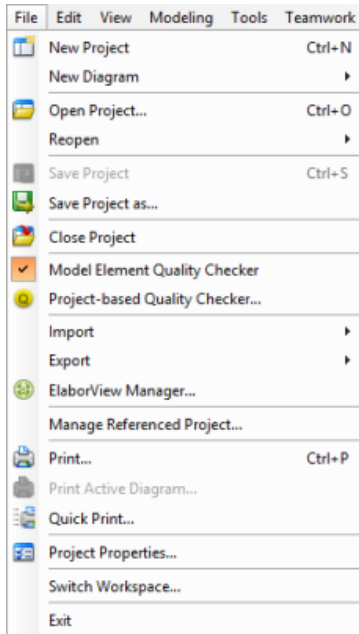 File Edit View Modeling Tools Teamwork
New Project Ctrl+N
New Diagram
Open Project... Ctrl+O
Reopen
Save Project Ctrl+S
Save Project as...
Close Project
Model Element Quality Checker
Project-based Quality Checker...
Import
Export
ElaborView Manager...
Manage Referenced Project...
Print... Ctrl+P
Print Active Diagram...
Quick Print...
Project Properties...
Switch Workspace...
Exit